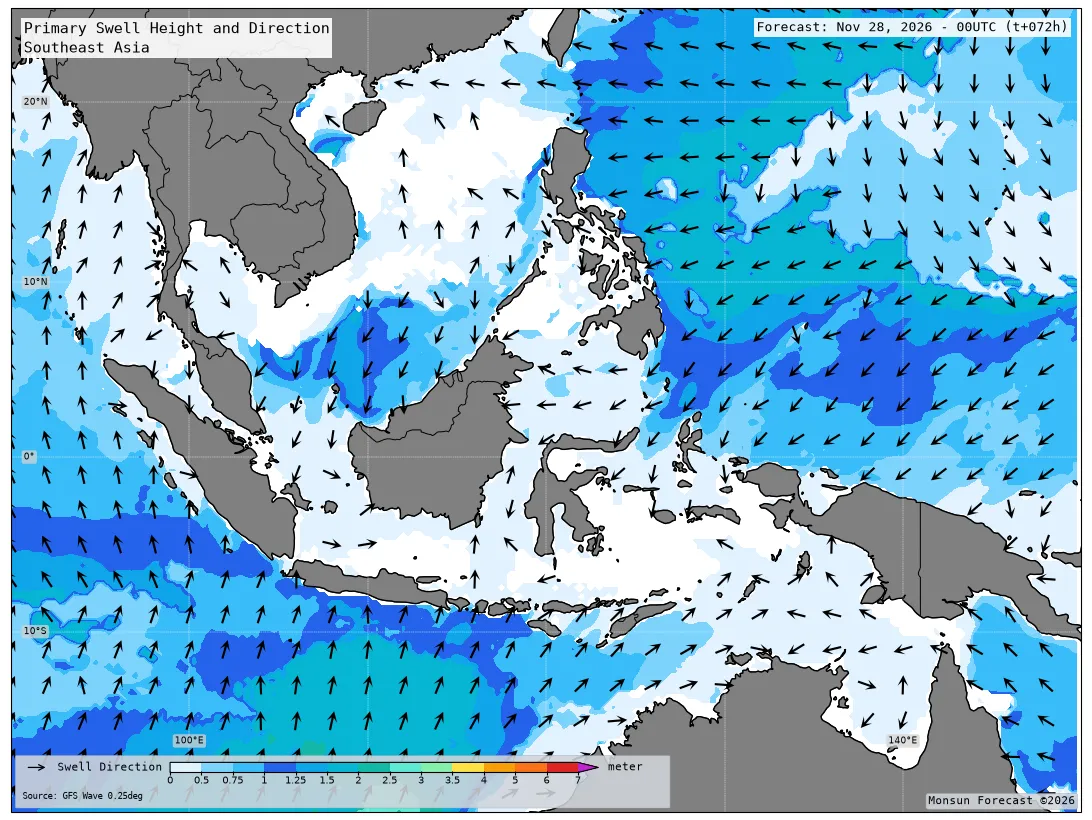 Primary Swell Height and Direction
Southeast Asia
Forecast: Nov 28, 2026 - 00UTC (t+072h)
20°N
10°N
0°
10°S
100°E
140°E
Swell Direction
meter
0 0.5 0.75 1 1.25 1.5 2 2.5 3 3.5 4 5 6 7
Source: GFS Wave 0.25deg
Monsun Forecast ©2026